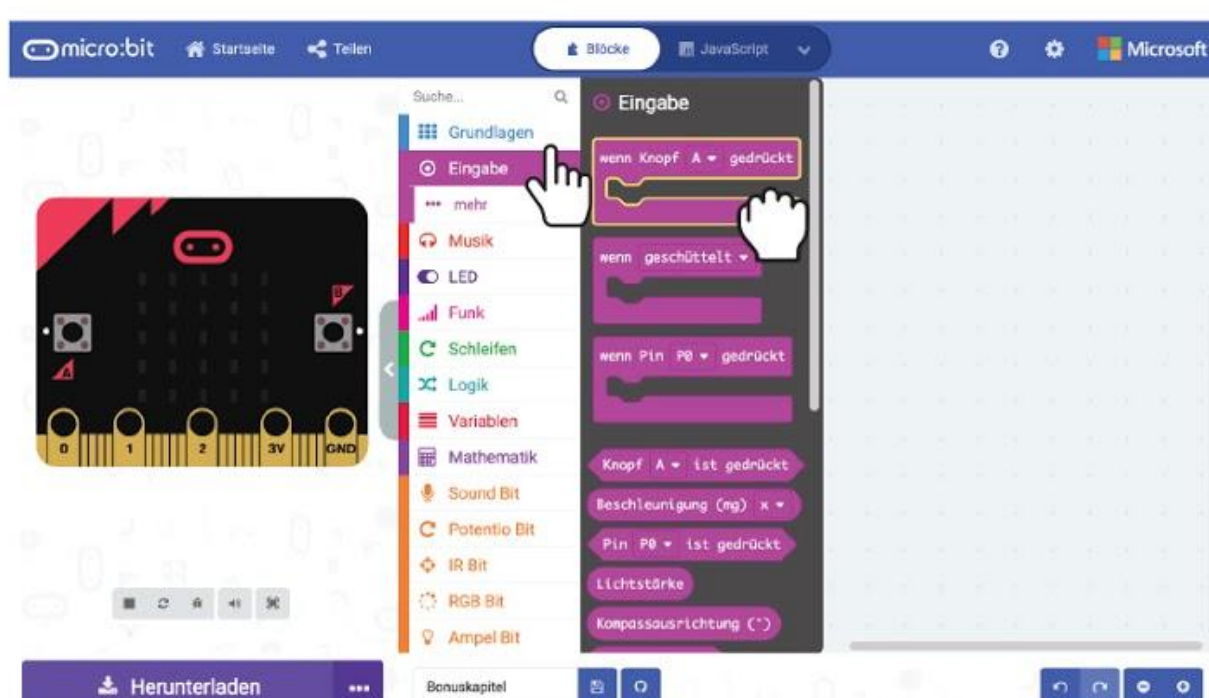 micro:bit
Startseite
Teilen
Blöcke
JavaScript
Microsoft
Suche...
Grundlagen
Eingabe
mehr
Musik
LED
Funk
Schleifen
Logik
Variablen
Mathematik
Sound Bit
Potentio Bit
IR Bit
RGB Bit
Ampel Bit
Eingabe
wenn Knopf A gedrückt
wenn geschüttelt
wenn Pin P0 gedrückt
Knopf A ist gedrückt
Beschleunigung (mg) x
Pin P0 ist gedrückt
Lichtstärke
Kompassausrichtung (°)
B
A
0 1 2 3V GND
Herunterladen
Bonuskapitel